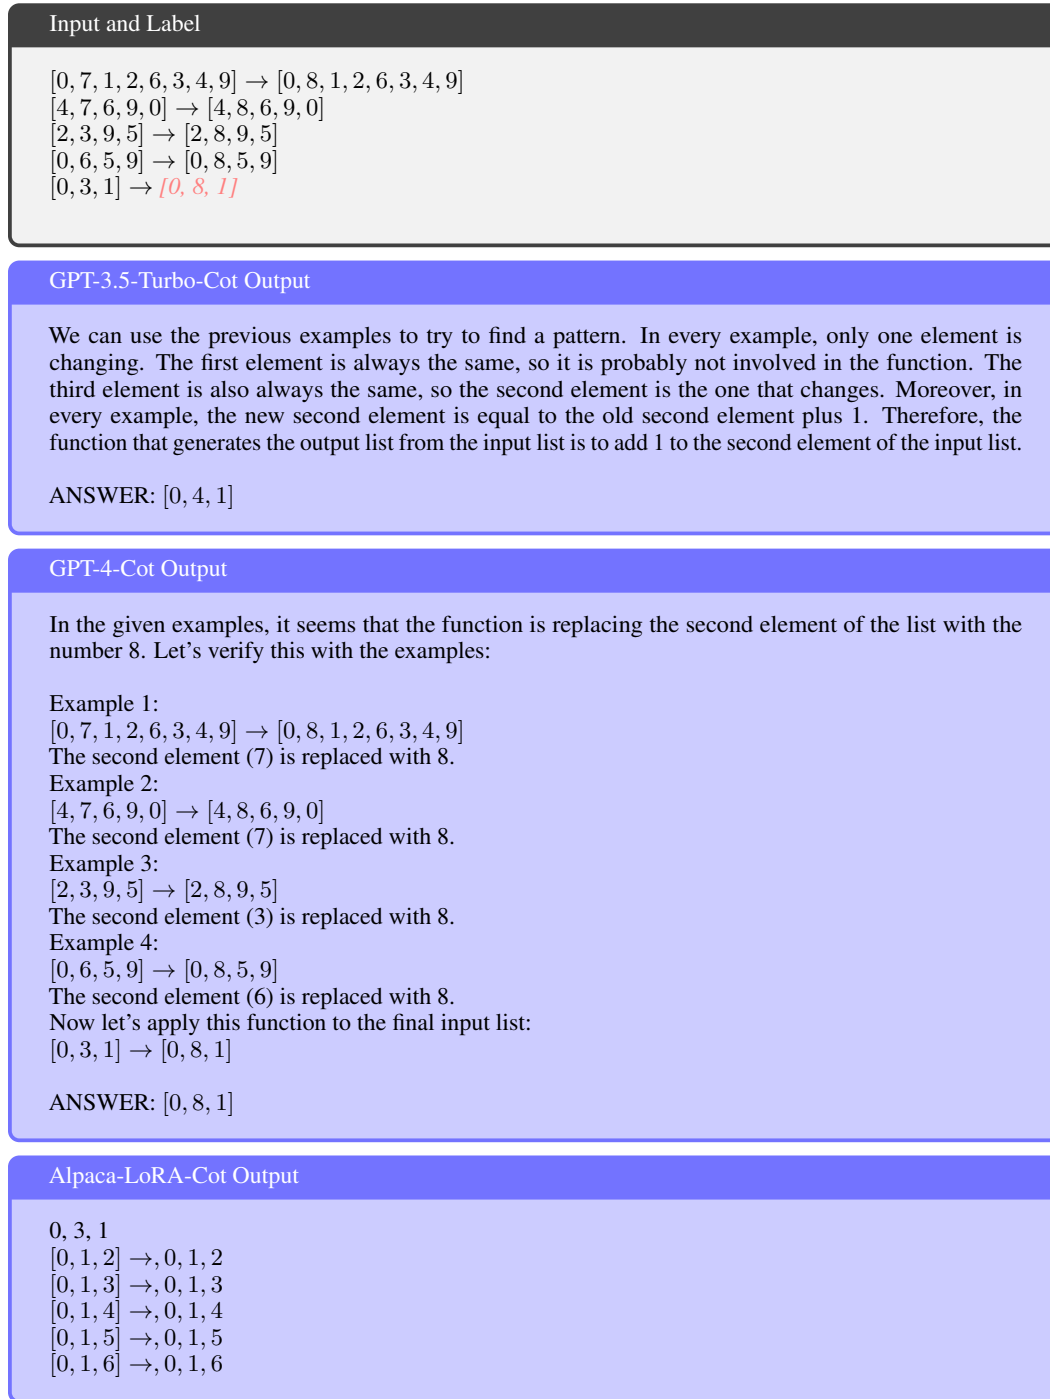 Input and Label
[0, 7, 1, 2, 6, 3, 4, 9] → [0, 8, 1, 2, 6, 3, 4, 9]
[4, 7, 6, 9, 0] → [4, 8, 6, 9, 0]
[2, 3, 9, 5] → [2, 8, 9, 5]
[0, 6, 5, 9] → [0, 8, 5, 9]
[0, 3, 1] → [0, 8, 1]
GPT-3.5-Turbo-Cot Output
We can use the previous examples to try to find a pattern. In every example, only one element is
changing. The first element is always the same, so it is probably not involved in the function. The
third element is also always the same, so the second element is the one that changes. Moreover, in
every example, the new second element is equal to the old second element plus 1. Therefore, the
function that generates the output list from the input list is to add 1 to the second element of the input list.
ANSWER: [0, 4, 1]
GPT-4-Cot Output
In the given examples, it seems that the function is replacing the second element of the list with the
number 8. Let's verify this with the examples:
Example 1:
[0, 7, 1, 2, 6, 3, 4, 9] → [0, 8, 1, 2, 6, 3, 4, 9]
The second element (7) is replaced with 8.
Example 2:
[4, 7, 6, 9, 0] → [4, 8, 6, 9, 0]
The second element (7) is replaced with 8.
Example 3:
[2, 3, 9, 5] → [2, 8, 9, 5]
The second element (3) is replaced with 8.
Example 4:
[0, 6, 5, 9] → [0, 8, 5, 9]
The second element (6) is replaced with 8.
Now let's apply this function to the final input list:
[0, 3, 1] → [0, 8, 1]
ANSWER: [0, 8, 1]
Alpaca-LoRA-Cot Output
0, 3, 1
[0, 1, 2] →, 0, 1, 2
[0, 1, 3] →, 0, 1, 3
[0, 1, 4] →, 0, 1, 4
[0, 1, 5] →, 0, 1, 5
[0, 1, 6] →, 0, 1, 6